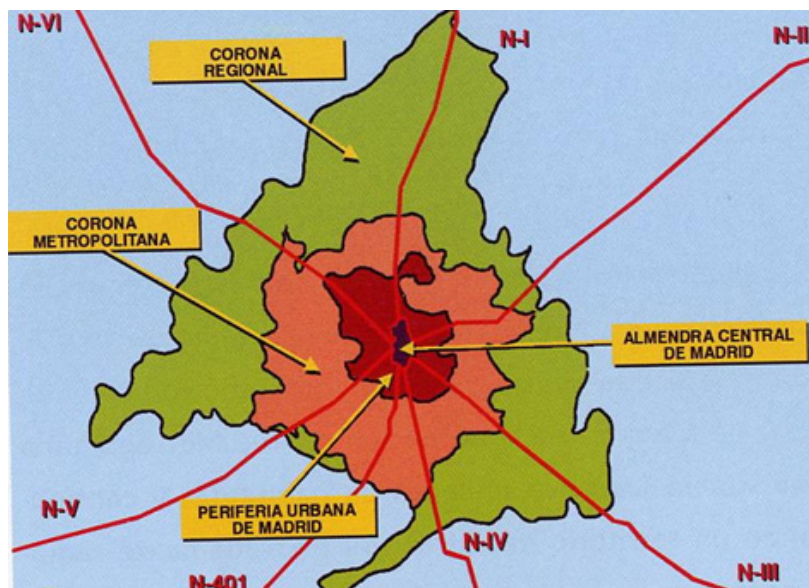 N-VI
N-I
N-II
CORONA
REGIONAL
CORONA
METROPOLITANA
ALMENDRA CENTRAL
DE MADRID
N-V
PERIFERIA URBANA
DE MADRID
N-IV
N-III
N-401